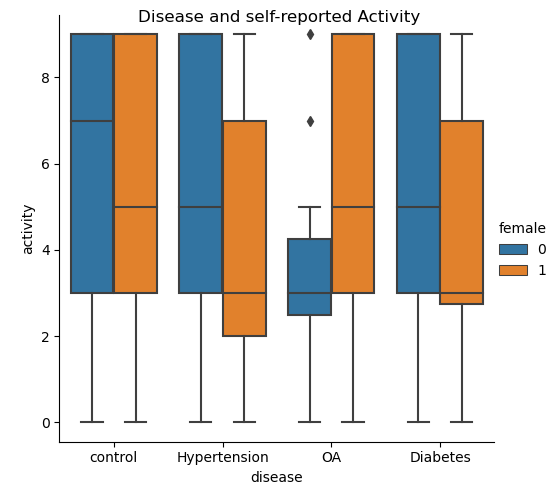 Disease and self-reported Activity
8
6
4
2
0
activity
control Hypertension OA Diabetes
disease
female
0
1